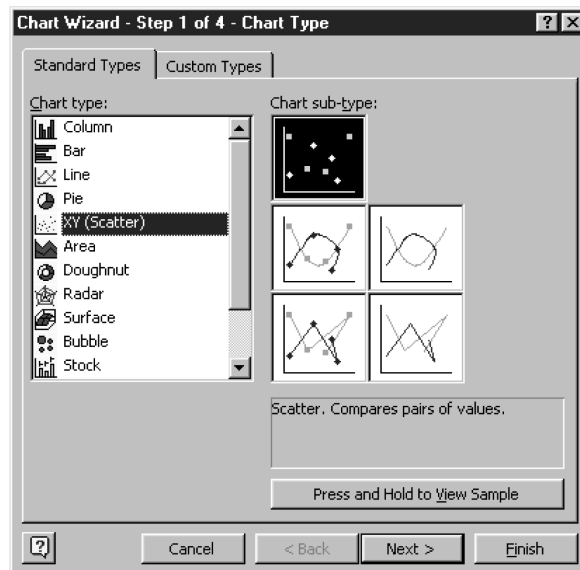 Chart Wizard - Step 1 of 4 - Chart Type
Standard Types
Custom Types
Chart type:
Column
Bar
Line
Pie
XY (Scatter)
Area
Doughnut
Radar
Surface
Bubble
Stock
Chart sub-type:
Scatter. Compares pairs of values.
Press and Hold to View Sample
Cancel
< Back
Next >
Finish